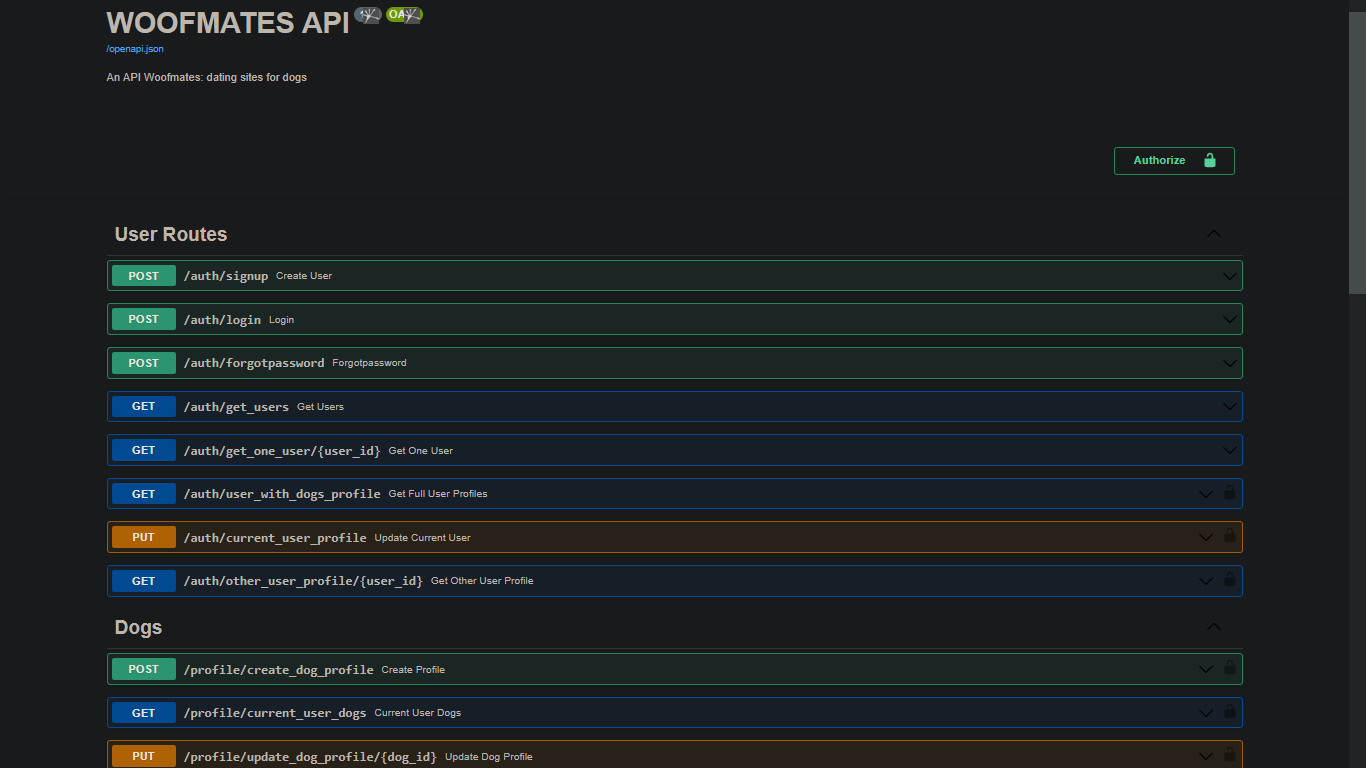 WOOFMATES API OA
/openapi.json
An API Woofmates: dating sites for dogs
Authorize
User Routes
POST /auth/signup Create User
POST /auth/login Login
POST /auth/forgotpassword Forgotpassword
GET /auth/get_users Get Users
GET /auth/get_one_user/{user_id} Get One User
GET /auth/user_with_dogs_profile Get Full User Profiles
PUT /auth/current_user_profile Update Current User
GET /auth/other_user_profile/{user_id} Get Other User Profile
Dogs
POST /profile/create_dog_profile Create Profile
GET /profile/current_user_dogs Current User Dogs
PUT /profile/update_dog_profile/{dog_id} Update Dog Profile